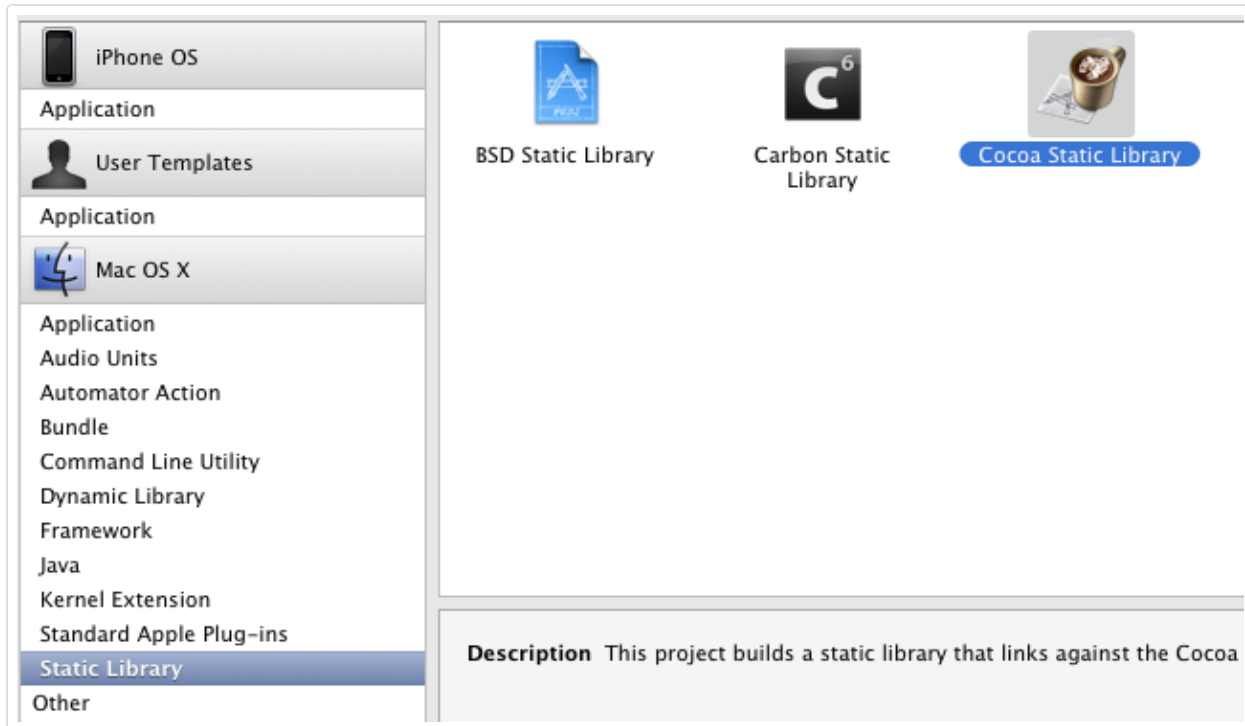 iPhone OS
Application
User Templates
Application
Mac OS X
Application
Audio Units
Automator Action
Bundle
Command Line Utility
Dynamic Library
Framework
Java
Kernel Extension
Standard Apple Plug-ins
Static Library
Other
BSD Static Library
C6
Carbon Static
Library
Cocoa Static Library
Description This project builds a static library that links against the Cocoa